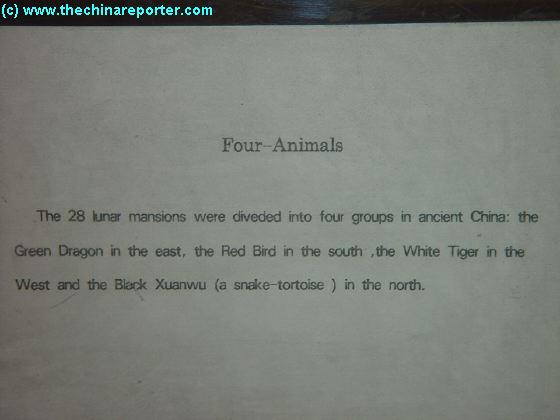 (c) www.thechinareporter.com
Four-Animals
The 28 lunar mansions were diveded into four groups in ancient China: the
Green Dragon in the east, the Red Bird in the south ,the White Tiger in the
West and the Black Xuanwu (a snake-tortoise ) in the north.